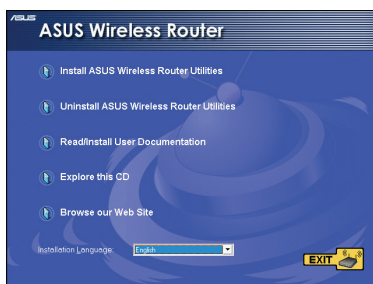 ASUS
ASUS Wireless Router
Install ASUS Wireless Router Utilities
Uninstall ASUS Wireless Router Utilities
Read/Install User Documentation
Explore this CD
Browse our Web Site
Installation Language: English
EXIT